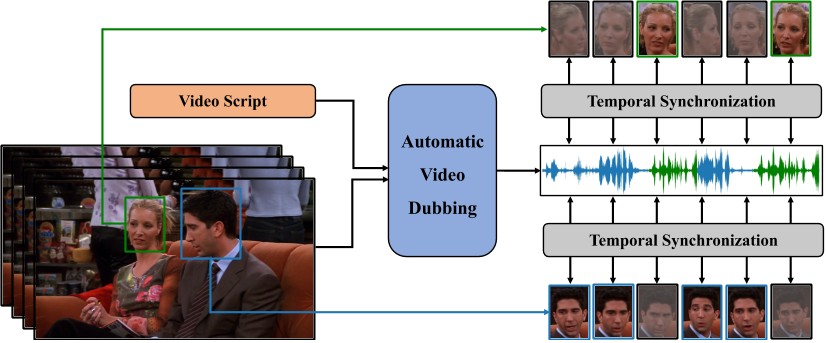 Video Script
Automatic
Video
Dubbing
Temporal Synchronization
Temporal Synchronization